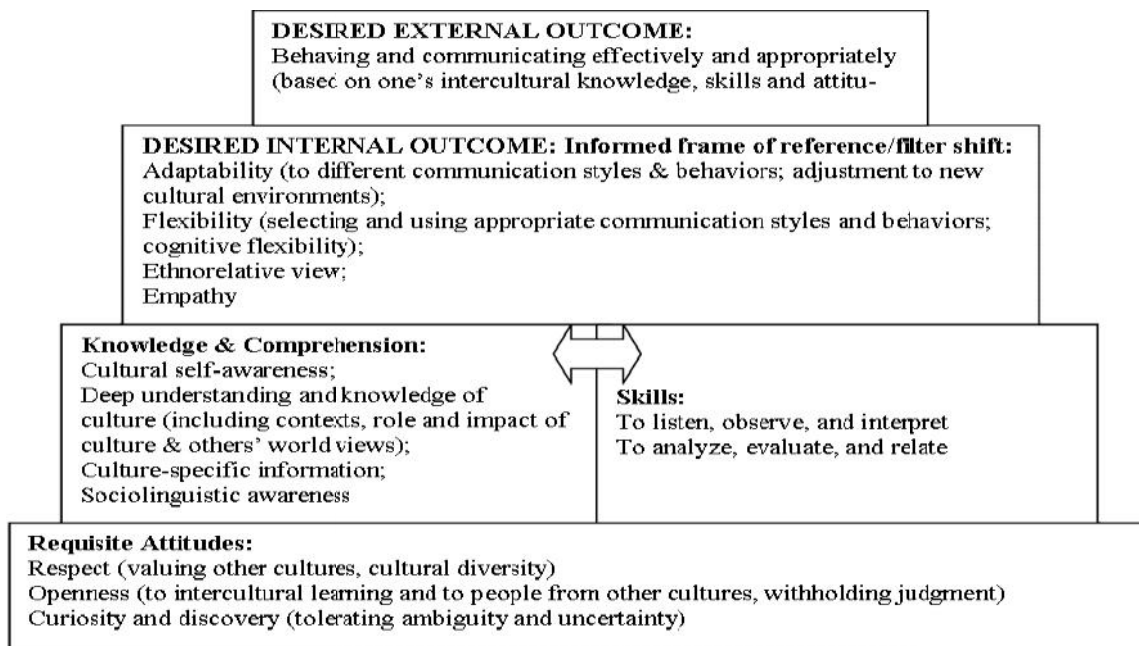 DESIRED EXTERNAL OUTCOME:
Behaving and communicating effectively and appropriately
(based on one's intercultural knowledge, skills and attitu-
DESIRED INTERNAL OUTCOME: Informed frame of reference/filter shift:
Adaptability (to different communication styles & behaviors; adjustment to new
cultural environments);
Flexibility (selecting and using appropriate communication styles and behaviors;
cognitive flexibility);
Ethnorelative view;
Empathy
Knowledge & Comprehension:
Cultural self-awareness;
Deep understanding and knowledge of
culture (including contexts, role and impact of
culture & others' world views);
Culture-specific information;
Sociolinguistic awareness
Skills:
To listen, observe, and interpret
To analyze, evaluate, and relate
Requisite Attitudes:
Respect (valuing other cultures, cultural diversity)
Openness (to intercultural learning and to people from other cultures, withholding judgment)
Curiosity and discovery (tolerating ambiguity and uncertainty)